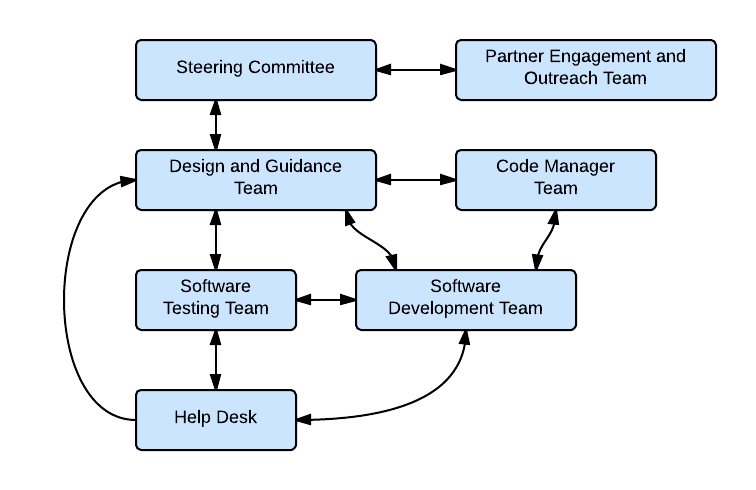 Steering Committee
Partner Engagement and
Outreach Team
Design and Guidance
Team
Code Manager
Team
Software
Testing Team
Software
Development Team
Help Desk